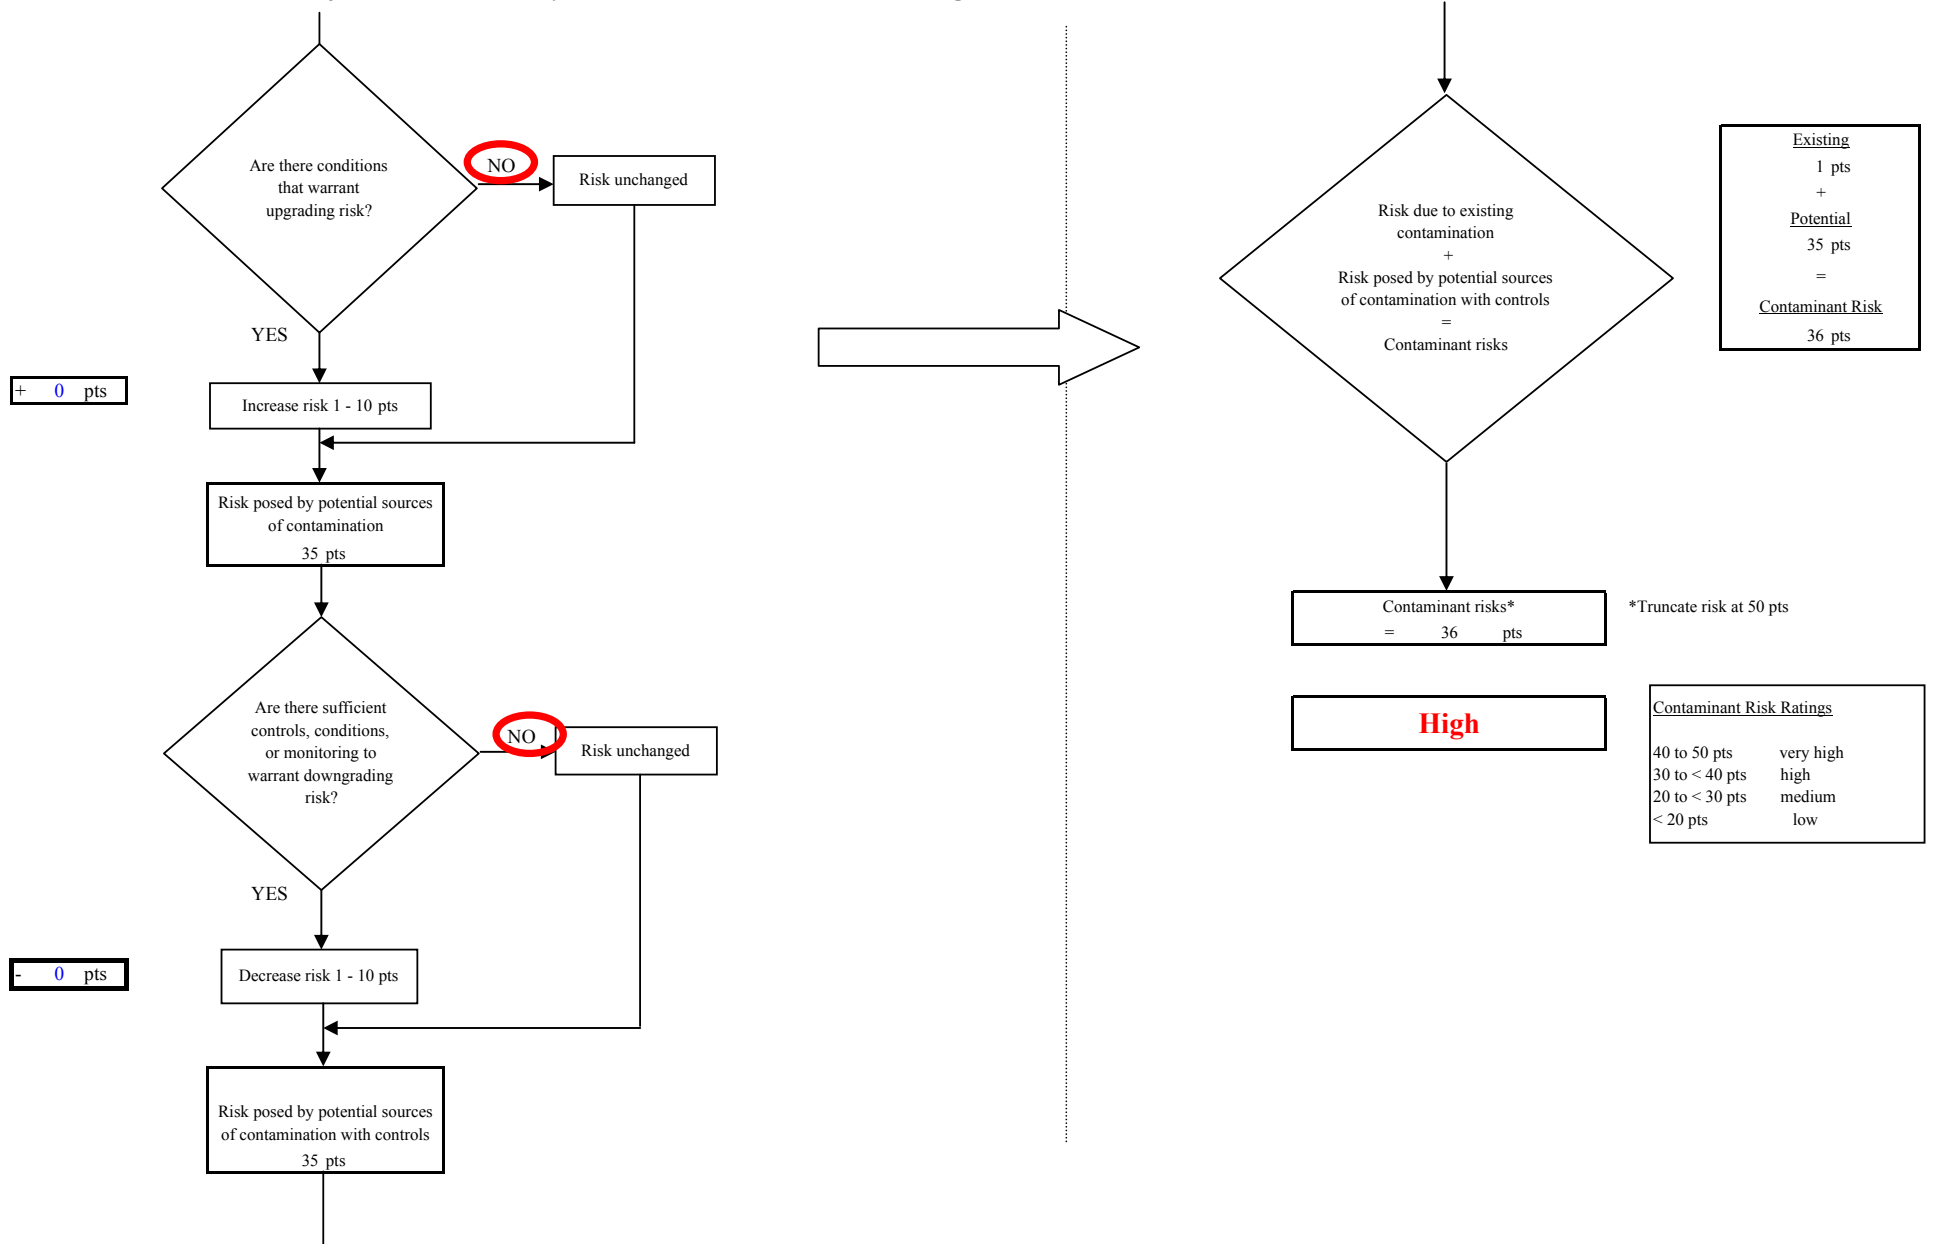 Are there conditions
that warrant
upgrading risk?
NO
Risk unchanged
YES
+ 0 pts
Increase risk 1 - 10 pts
Risk posed by potential sources
of contamination
35 pts
Are there sufficient
controls, conditions,
or monitoring to
warrant downgrading
risk?
NO
Risk unchanged
YES
- 0 pts
Decrease risk 1 - 10 pts
Risk posed by potential sources
of contamination with controls
35 pts
Risk due to existing
contamination
+
Risk posed by potential sources
of contamination with controls
=
Contaminant risks
Existing
1 pts
+
Potential
35 pts
=
Contaminant Risk
36 pts
Contaminant risks*
= 36 pts
*Truncate risk at 50 pts
High
Contaminant Risk Ratings
40 to 50 pts very high
30 to < 40 pts high
20 to < 30 pts medium
< 20 pts low